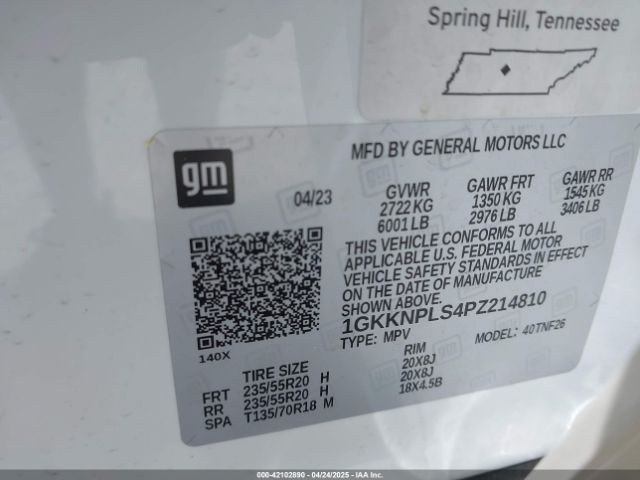 Spring Hill, Tennessee
gm
MFD BY GENERAL MOTORS LLC
04/23
GVWR
2722 KG
6001 LB
GAWR FRT
1350 KG
2976 LB
GAWR RR
1545 KG
3406 LB
THIS VEHICLE CONFORMS TO ALL
APPLICABLE U.S. FEDERAL MOTOR
VEHICLE SAFETY STANDARDS IN EFFECT
ON THE DATE OF MANUFACTURE
SHOWN ABOVE.
1GKKNPLS4PZ214810
TYPE: MPV
MODEL: 40TNF26
140X
TIRE SIZE
RIM
FRT 235/55R20 H 20X8J
RR 235/55R20 H 20X8J
SPA T135/70R18 M 18X4.5B
000-42102890 - 04/24/2025 - IAAI.COM